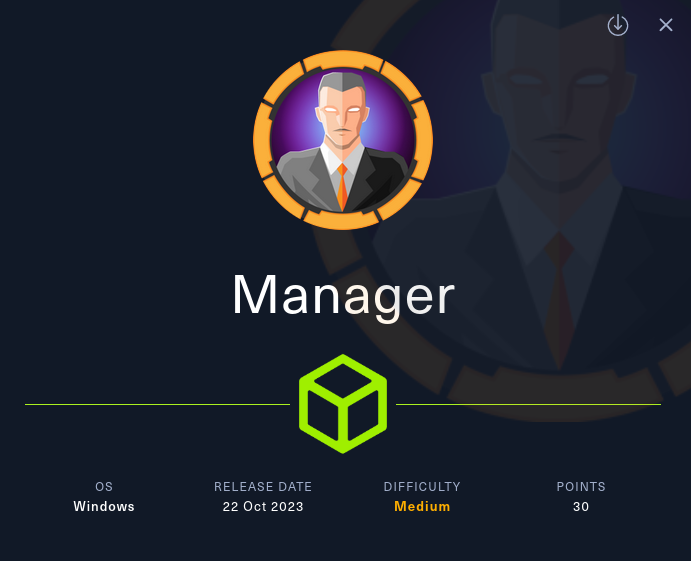 Manager
OS RELEASE DATE DIFFICULTY POINTS
Windows 22 Oct 2023 Medium 30